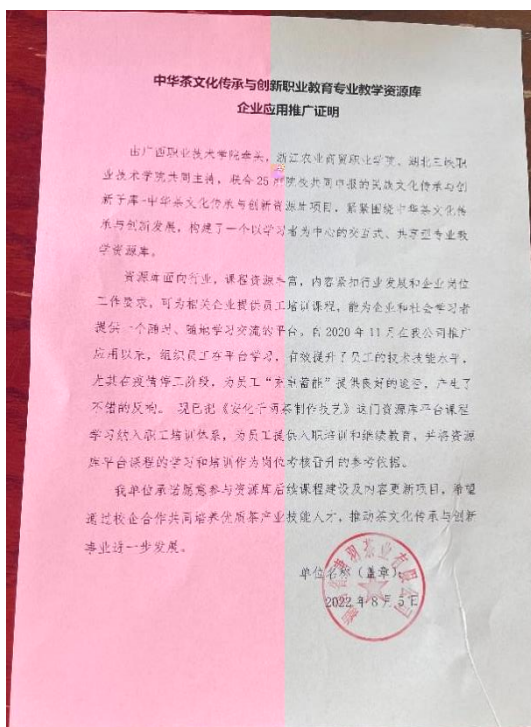 中华茶文化传承与创新职业教育专业教学资源库
企业应用推广证明
由广西职业技术学院牵头，浙江农业商贸职业学院、湖北三峡职
业技术学院共同主持，联合25所院校共同申报的民族文化传承与创
新子库-中华茶文化传承与创新资源库项目，紧紧围绕中华茶文化传
承与创新发展，构建了一个以学习者为中心的交互式、共享型专业教
学资源库。
资源库面向行业，课程资源丰富，内容紧扣行业发展和企业岗位
工作要求，可为相关企业提供员工培训课程，能为企业和社会学习者
提供一个随时、随地学习交流的平台。自2020年11月在我公司推广
应用以来，组织员工在平台学习，有效提升了员工的技术技能水平，
尤其在疫情停工阶段，为员工“充电蓄能”提供良好的途径，产生了
不错的反响。 现已把《安化千两茶制作技艺》这门资源库平台课程
学习纳入职工培训体系，为员工提供入职培训和继续教育，并将资源
库平台课程的学习和培训作为岗位考核晋升的参考依据。
我单位承诺愿意参与资源库后续课程建设及内容更新项目，希望
通过校企合作共同培养优质茶产业技能人才，推动茶文化传承与创新
事业进一步发展。
单位名称（盖章）：
2022年8月5日
茶业有限公司